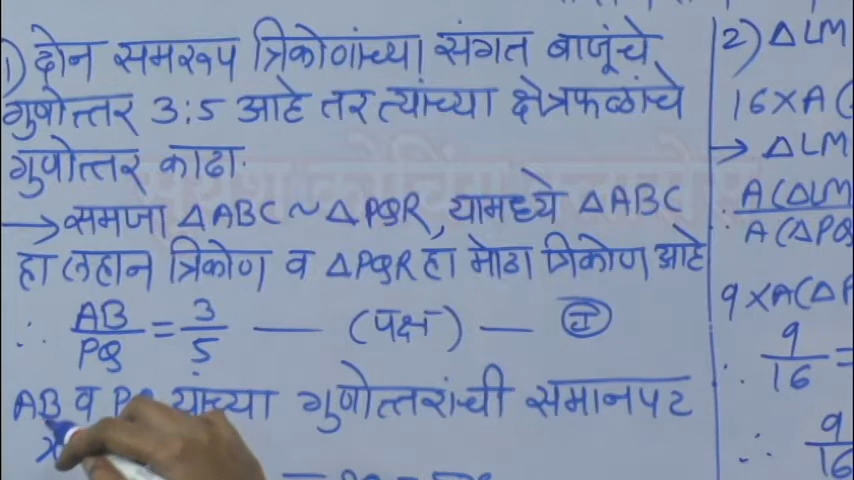 1) दोन समरूप त्रिकोणांच्या संगत बाजूंचे
गुणोत्तर 3:5 आहे तर त्यांच्या क्षेत्रफळांचे
गुणोत्तर काढा.
→ समजा △ABC ~ △PQR, यामध्ये △ABC
हा लहान त्रिकोण व △PQR हा मोठा त्रिकोण आहे
∴ AB/PQ = 3/5 — (पक्ष) — Ⓘ
AB व यांच्या गुणोत्तरांची समानपट
2) △LM
16×A(
→ △LM
∴ A(△LM/A(△PQ
9×A(△P
∴ 9/16 =
∴ 9/16